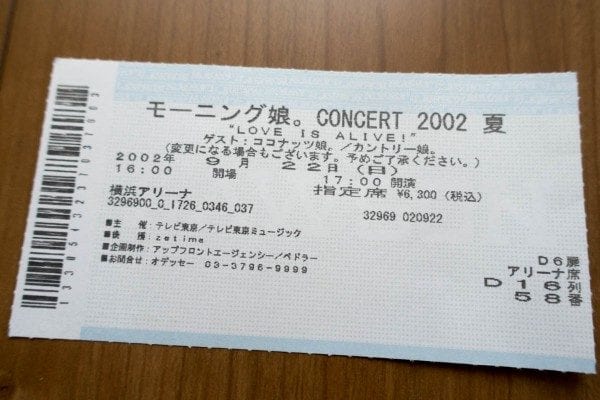 モーニング娘。CONCERT 2002 夏
"LOVE IS ALIVE!"
ゲスト：ココナッツ娘。／カントリー娘。
(変更になる場合もございます。予めご了承ください。)
2002年 9月 22日 (日)
16:00 開場 17:00 開演
横浜アリーナ 指定席 ¥6,300(税込)
3296900_0_1726_0346_037 32969 020922
■主 催：テレビ東京／テレビ東京ミュージック
■後 援：zetima
■企画制作：アップフロントエージェンシー／ペドラー
■お問合せ：オデッセー 03-3796-9999
D6扉
アリーナ席
D16列
58番